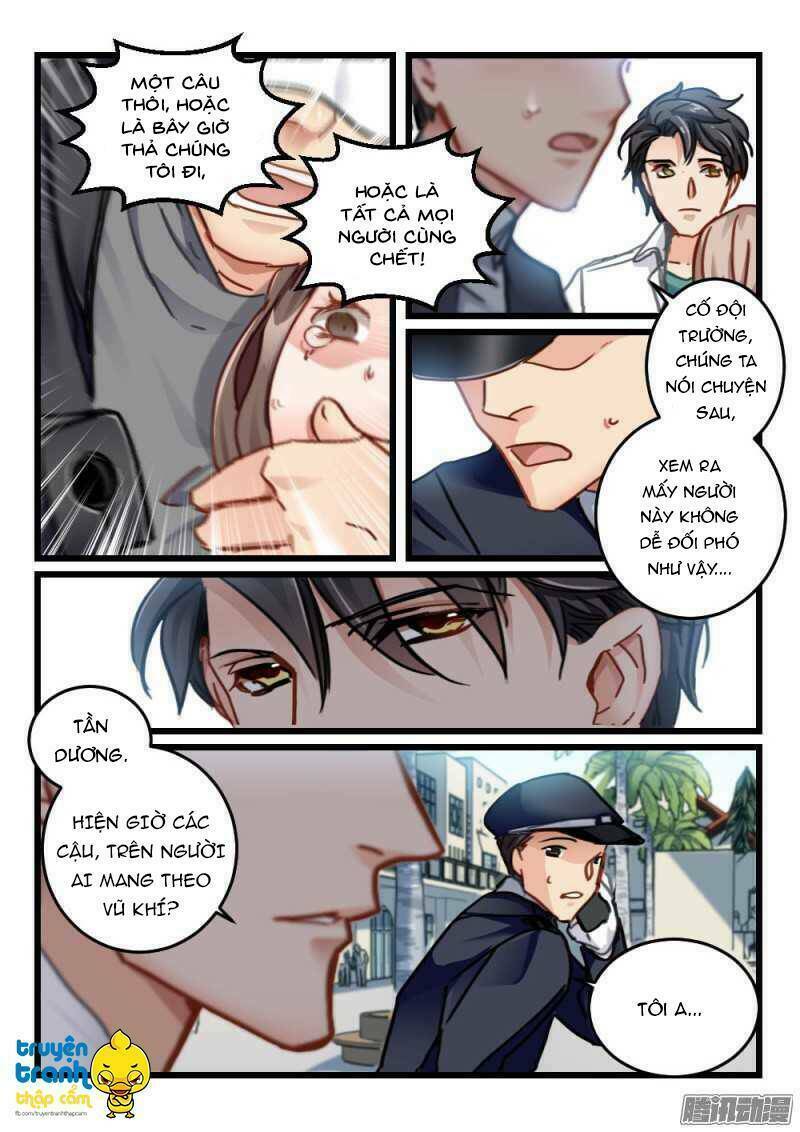 MỘT CÂU
THÔI, HOẶC
LÀ BÂY GIỜ
THẢ CHÚNG
TÔI ĐI,
HOẶC LÀ
TẤT CẢ MỌI
NGƯỜI CÙNG
CHẾT!
CỐ ĐỘI
TRƯỞNG,
CHÚNG TA
NÓI CHUYỆN
SAU,
XEM RA
MẤY NGƯỜI
NÀY KHÔNG
DỄ ĐỐI PHÓ
NHƯ VẬY....
TẦN
DƯƠNG.
HIỆN GIỜ CÁC
CẬU, TRÊN NGƯỜI
AI MANG THEO
VŨ KHÍ?
TÔI A...
truyện
tranh
thập cẩm
fb.com/truyentranhthapcam
腾讯动漫